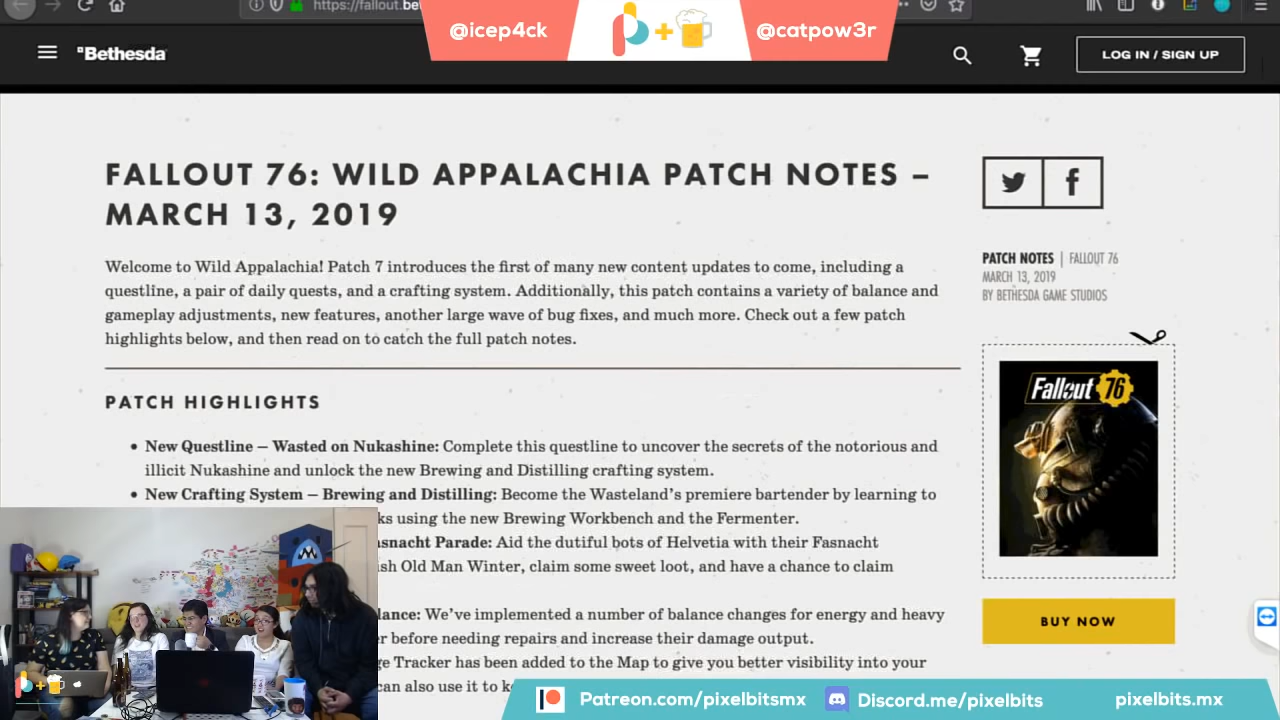 https://fallout.be
@icep4ck
@catpow3r
Bethesda
LOG IN / SIGN UP
FALLOUT 76: WILD APPALACHIA PATCH NOTES –
MARCH 13, 2019
Welcome to Wild Appalachia! Patch 7 introduces the first of many new content updates to come, including a
questline, a pair of daily quests, and a crafting system. Additionally, this patch contains a variety of balance and
gameplay adjustments, new features, another large wave of bug fixes, and much more. Check out a few patch
highlights below, and then read on to catch the full patch notes.
PATCH HIGHLIGHTS
• New Questline – Wasted on Nukashine: Complete this questline to uncover the secrets of the notorious and
illicit Nukashine and unlock the new Brewing and Distilling crafting system.
• New Crafting System – Brewing and Distilling: Become the Wasteland's premiere bartender by learning to
ks using the new Brewing Workbench and the Fermenter.
asnacht Parade: Aid the dutiful bots of Helvetia with their Fasnacht
ish Old Man Winter, claim some sweet loot, and have a chance to claim
lance: We've implemented a number of balance changes for energy and heavy
er before needing repairs and increase their damage output.
ge Tracker has been added to the Map to give you better visibility into your
can also use it to k
PATCH NOTES | FALLOUT 76
MARCH 13, 2019
BY BETHESDA GAME STUDIOS
Fallout 76
BUY NOW
Patreon.com/pixelbitsmx
Discord.me/pixelbits
pixelbits.mx